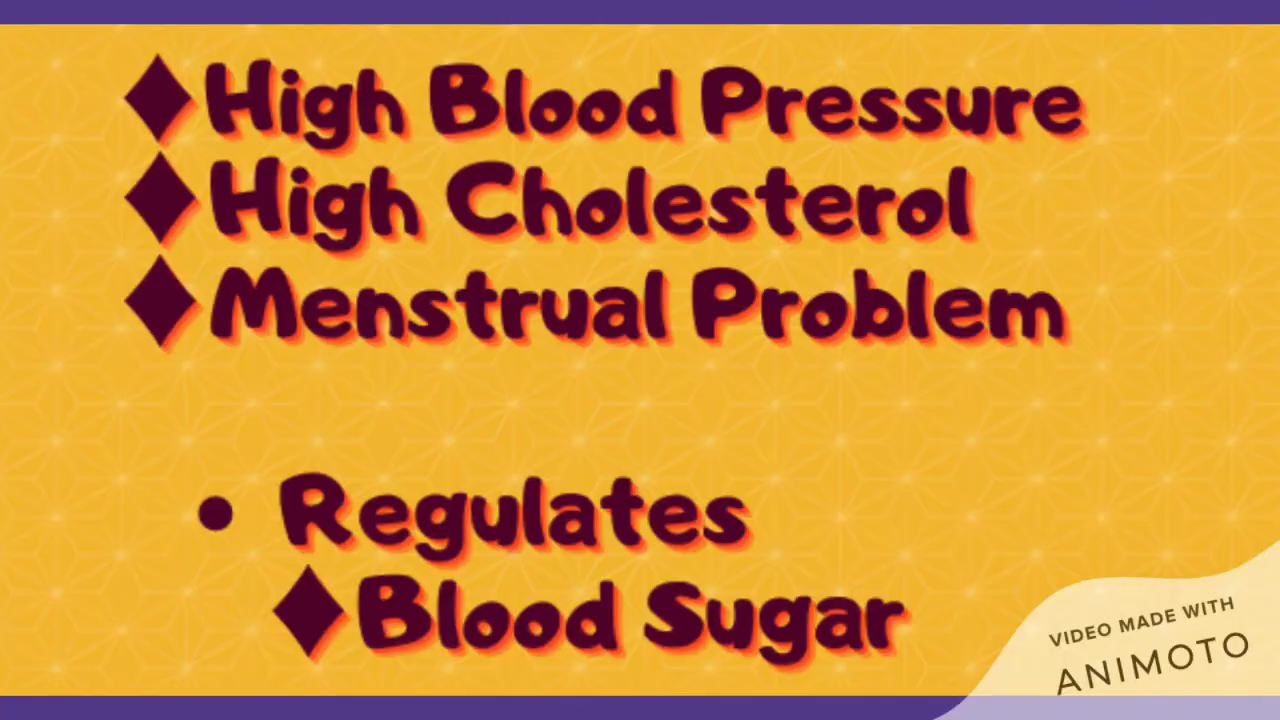 ♦High Blood Pressure
♦High Cholesterol
♦Menstrual Problem
• Regulates
♦Blood Sugar
VIDEO MADE WITH
ANIMOTO